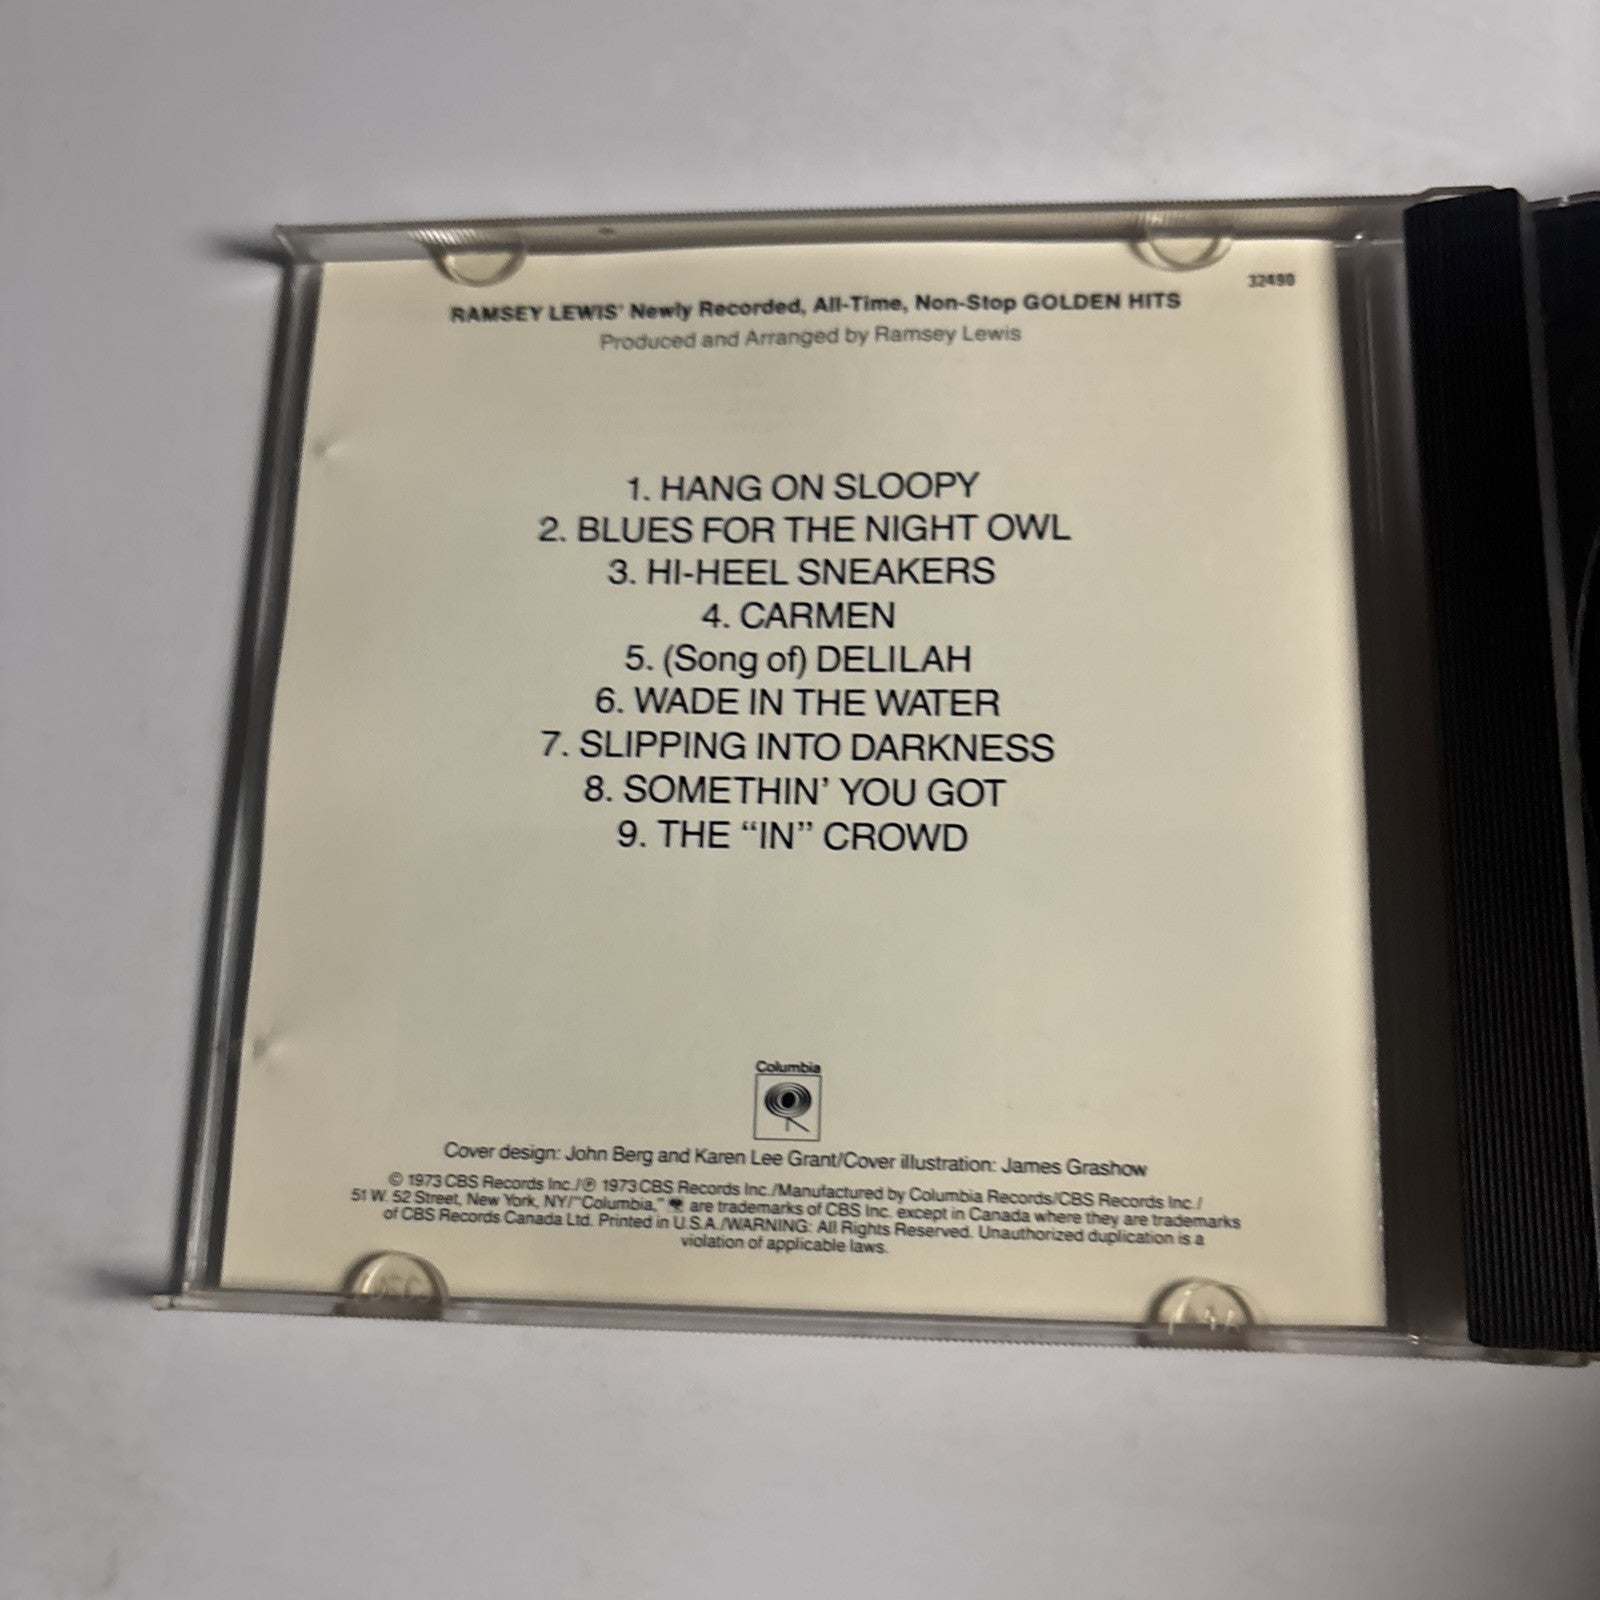 32490
RAMSEY LEWIS' Newly Recorded, All-Time, Non-Stop GOLDEN HITS
Produced and Arranged by Ramsey Lewis
1. HANG ON SLOOPY
2. BLUES FOR THE NIGHT OWL
3. HI-HEEL SNEAKERS
4. CARMEN
5. (Song of) DELILAH
6. WADE IN THE WATER
7. SLIPPING INTO DARKNESS
8. SOMETHIN' YOU GOT
9. THE “IN” CROWD
Columbia
Cover design: John Berg and Karen Lee Grant/Cover illustration: James Grashow
© 1973 CBS Records Inc./℗ 1973 CBS Records Inc./Manufactured by Columbia Records/CBS Records Inc./
51 W. 52 Street, New York, NY/“Columbia,” are trademarks of CBS Inc. except in Canada where they are trademarks
of CBS Records Canada Ltd. Printed in U.S.A./WARNING: All Rights Reserved. Unauthorized duplication is a
violation of applicable laws.